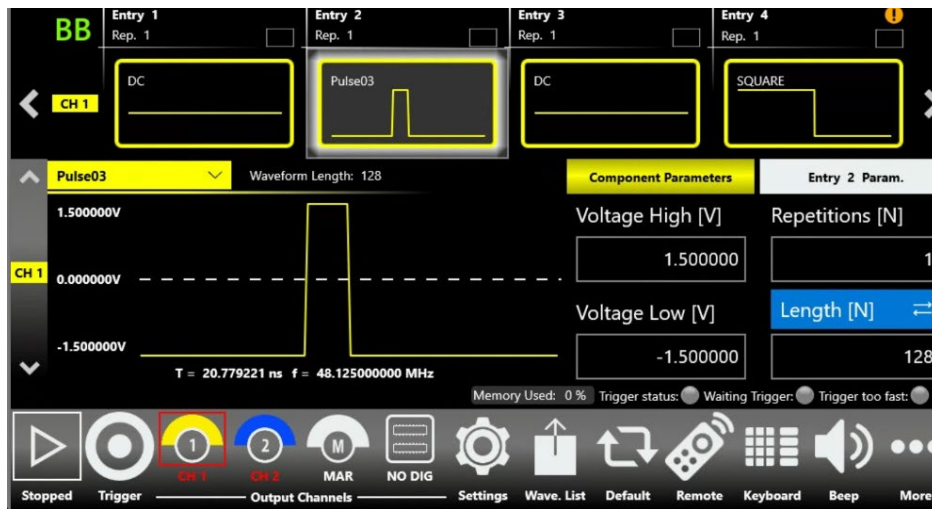 BB
Entry 1
Rep. 1
Entry 2
Rep. 1
Entry 3
Rep. 1
Entry 4
Rep. 1
!
CH 1
DC
Pulse03
DC
SQUARE
Pulse03
Waveform Length: 128
Component Parameters
Entry 2 Param.
1.500000V
CH 1
0.000000V
-1.500000V
T = 20.779221 ns f = 48.125000000 MHz
Voltage High [V]
1.500000
Repetitions [N]
1
Voltage Low [V]
-1.500000
Length [N]
128
Memory Used: 0 %
Trigger status:
Waiting Trigger:
Trigger too fast:
1
2
M
Stopped
Trigger
CH 1
CH 2
MAR
NO DIG
Output Channels
Settings
Wave. List
Default
Remote
Keyboard
Beep
More